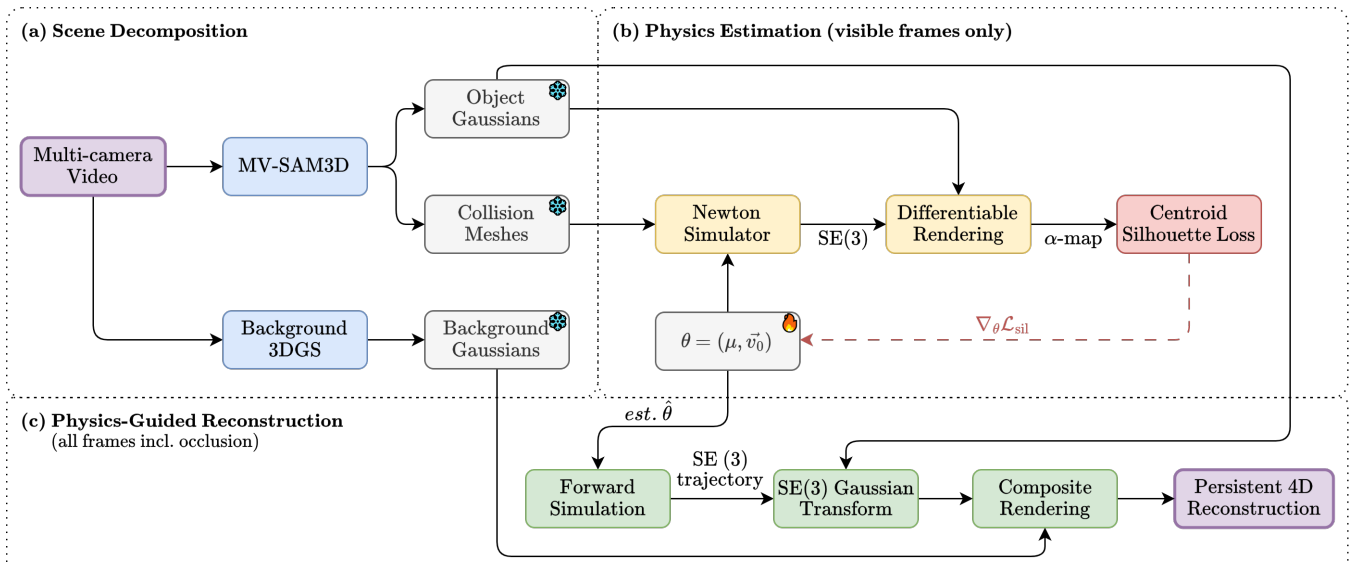 (a) Scene Decomposition
(b) Physics Estimation (visible frames only)
Object
Gaussians
Multi-camera
Video
MV-SAM3D
Collision
Meshes
Newton
Simulator
SE(3)
Differentiable
Rendering
α-map
Centroid
Silhouette Loss
Background
3DGS
Background
Gaussians
θ = (μ, v⃗₀)
∇θ ℒsil
(c) Physics-Guided Reconstruction
(all frames incl. occlusion)
est. θ̂
Forward
Simulation
SE (3)
trajectory
SE(3) Gaussian
Transform
Composite
Rendering
Persistent 4D
Reconstruction